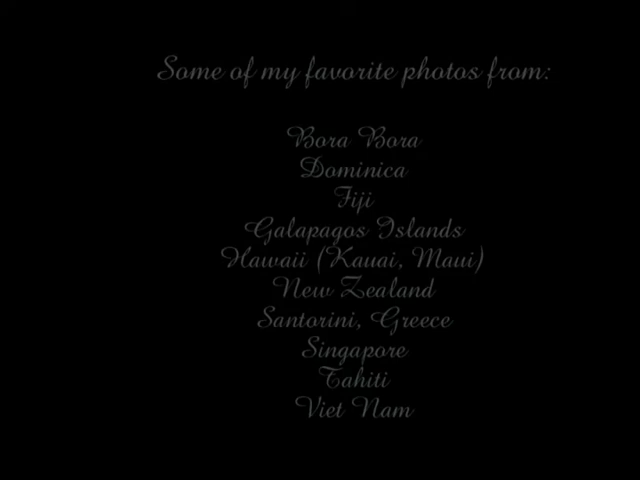 Some of my favorite photos from:
Bora Bora
Dominica
Fiji
Galapagos Islands
Hawaii (Kauai, Maui)
New Zealand
Santorini, Greece
Singapore
Tahiti
Viet Nam